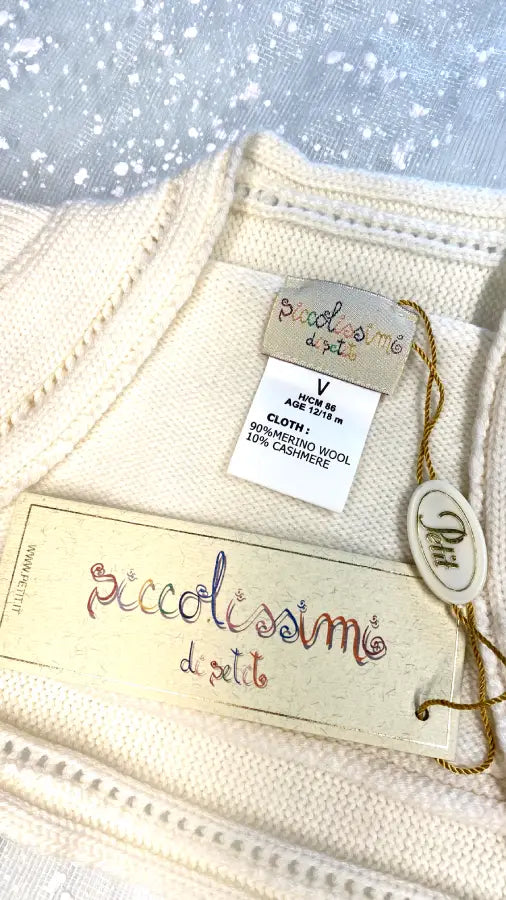 piccolissimi
di petit
V
H/CM 86
AGE 12/18 m
CLOTH :
90%MERINO WOOL
10% CASHMERE
Petit
WWW.PETIT.IT
piccolissimi
di petit